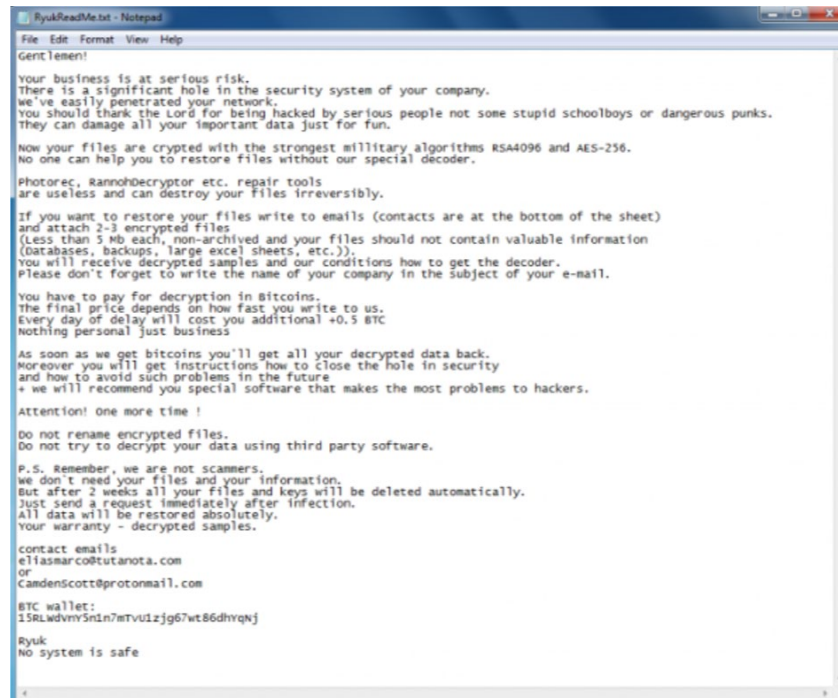 RyukReadMe.txt - Notepad
File Edit Format View Help
Gentlemen!
Your business is at serious risk.
There is a significant hole in the security system of your company.
We've easily penetrated your network.
You should thank the Lord for being hacked by serious people not some stupid schoolboys or dangerous punks.
They can damage all your important data just for fun.
Now your files are crypted with the strongest millitary algorithms RSA4096 and AES-256.
No one can help you to restore files without our special decoder.
Photorec, RannohDecryptor etc. repair tools
are useless and can destroy your files irreversibly.
If you want to restore your files write to emails (contacts are at the bottom of the sheet)
and attach 2-3 encrypted files
(Less than 5 Mb each, non-archived and your files should not contain valuable information
(Databases, backups, large excel sheets, etc.)).
You will receive decrypted samples and our conditions how to get the decoder.
Please don't forget to write the name of your company in the subject of your e-mail.
You have to pay for decryption in Bitcoins.
The final price depends on how fast you write to us.
Every day of delay will cost you additional +0.5 BTC
Nothing personal just business
As soon as we get bitcoins you'll get all your decrypted data back.
Moreover you will get instructions how to close the hole in security
and how to avoid such problems in the future
+ we will recommend you special software that makes the most problems to hackers.
Attention! One more time !
Do not rename encrypted files.
Do not try to decrypt your data using third party software.
P.S. Remember, we are not scammers.
We don't need your files and your information.
But after 2 weeks all your files and keys will be deleted automatically.
Just send a request immediately after infection.
All data will be restored absolutely.
Your warranty - decrypted samples.
contact emails
eliasmarco@tutanota.com
or
CamdenScott@protonmail.com
BTC wallet:
Ryuk
No system is safe